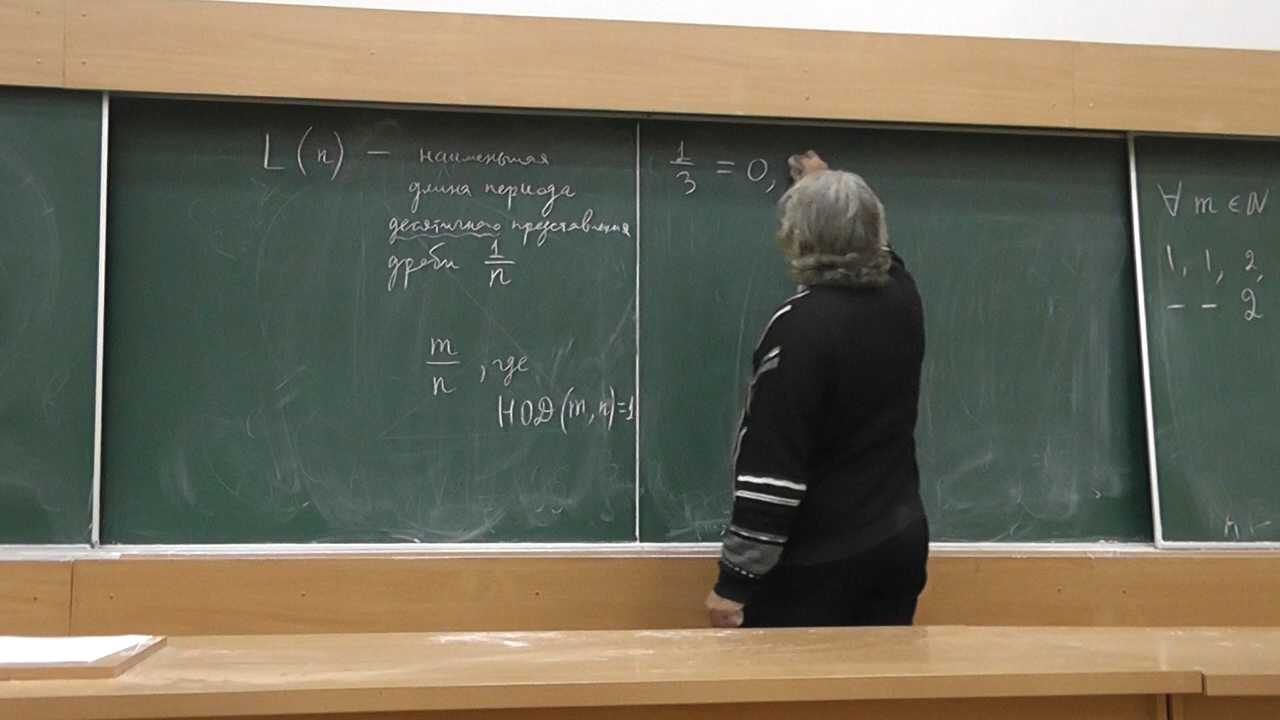 L(n) — наименьшая
длина периода
десятичного представления
дроби 1/n
m/n, где
НОД(m,n)=1
1/3 = 0,
∀ m ∈ N
1, 1, 2,
– – 2